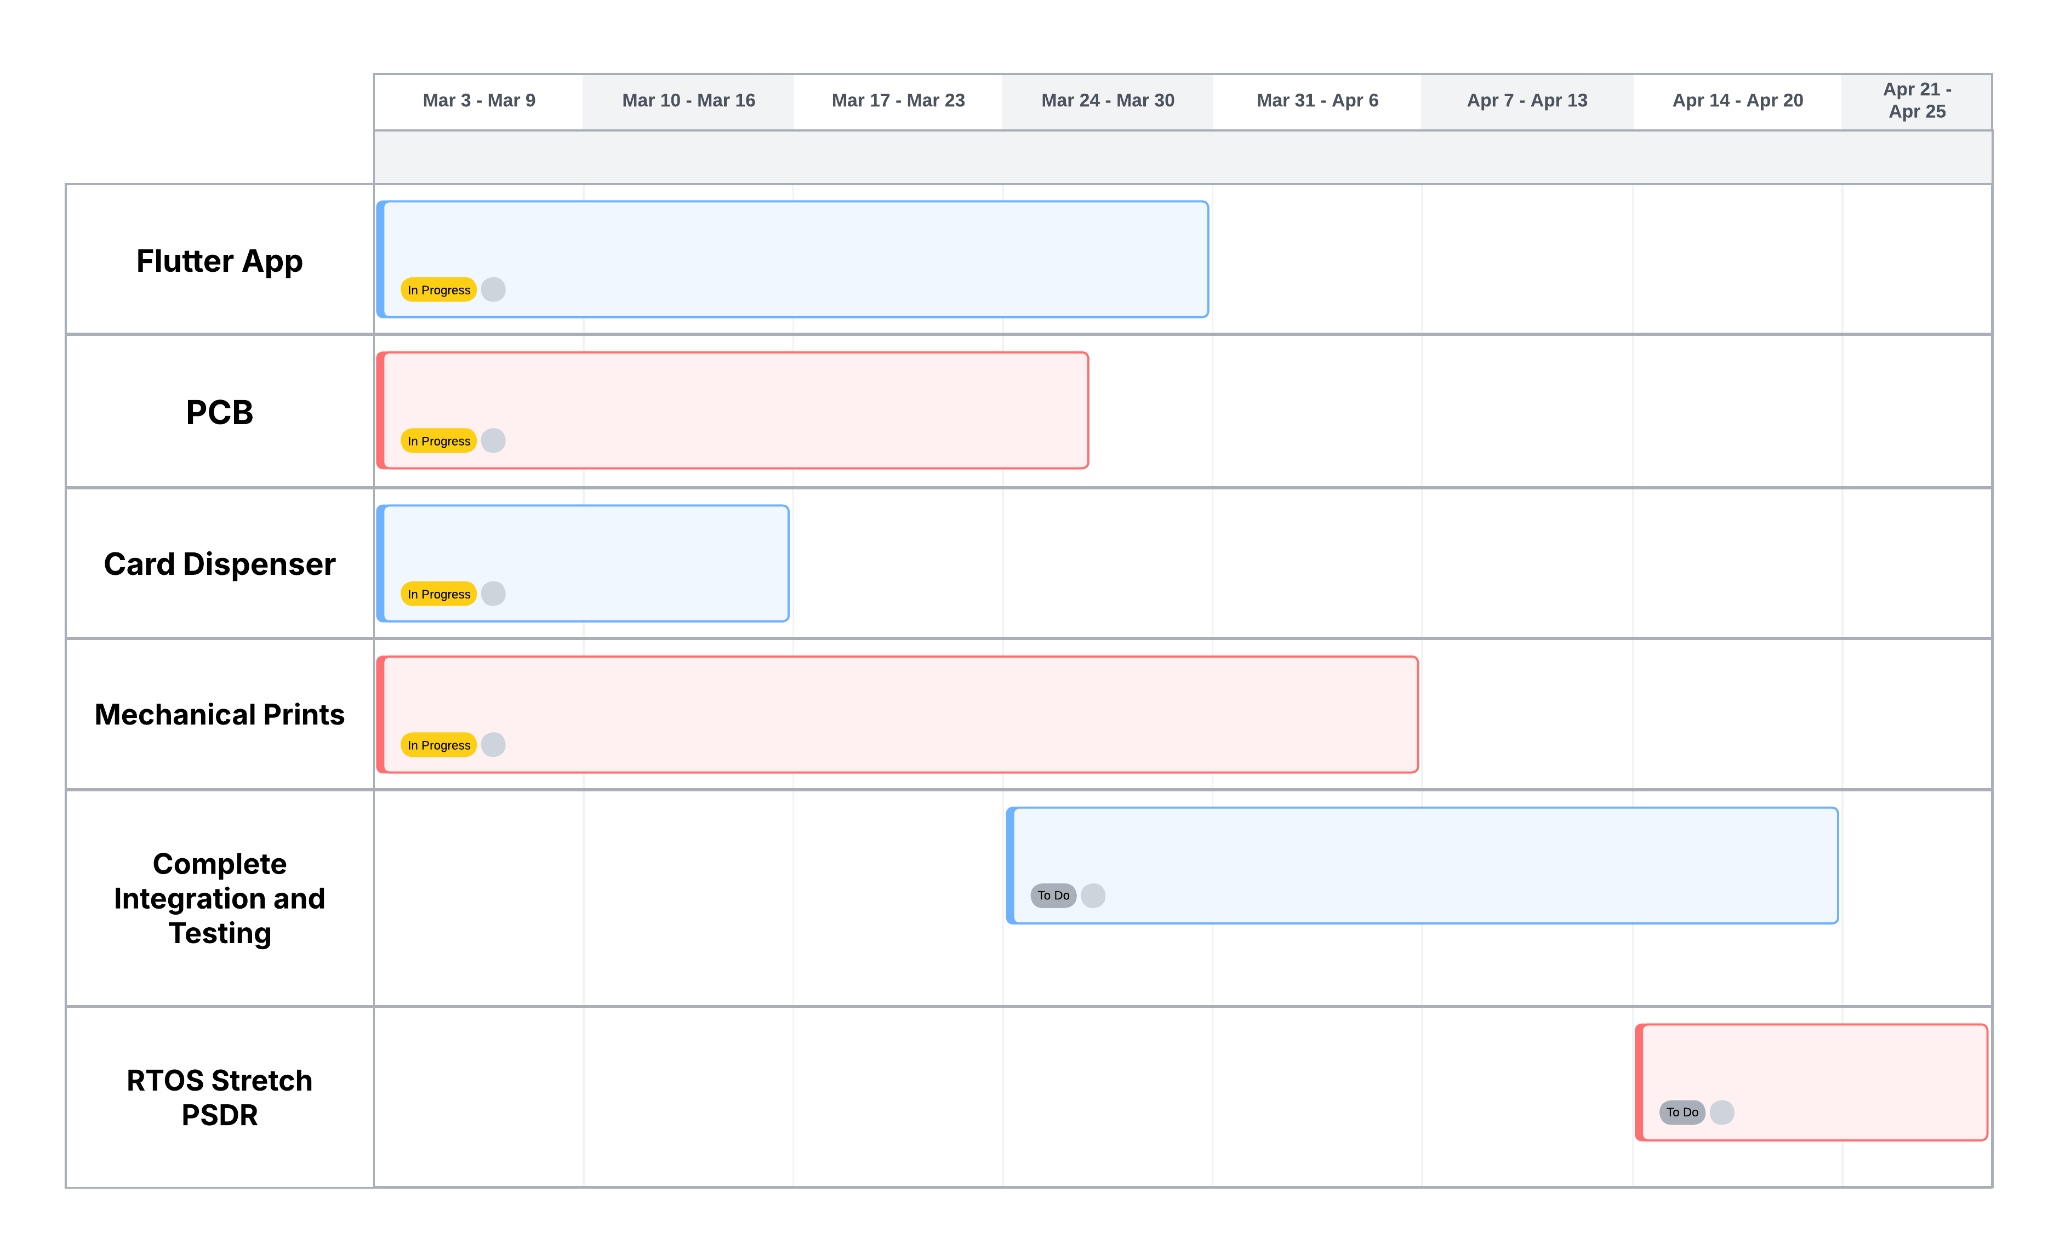 Mar 3 - Mar 9
Mar 10 - Mar 16
Mar 17 - Mar 23
Mar 24 - Mar 30
Mar 31 - Apr 6
Apr 7 - Apr 13
Apr 14 - Apr 20
Apr 21 -
Apr 25
Flutter App
In Progress
PCB
In Progress
Card Dispenser
In Progress
Mechanical Prints
In Progress
Complete
Integration and
Testing
To Do
RTOS Stretch
PSDR
To Do